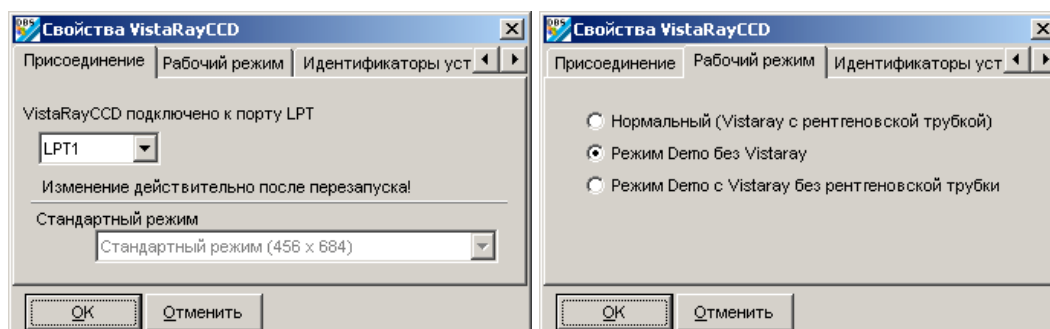 Свойства VistaRayCCD
Присоединение Рабочий режим Идентификаторы уст
VistaRayCCD подключено к порту LPT
LPT1
Изменение действительно после перезапуска!
Стандартный режим
Стандартный режим (456 x 684)
OK Отменить
Свойства VistaRayCCD
Присоединение Рабочий режим Идентификаторы уст
Нормальный (Vistaray с рентгеновской трубкой)
Режим Demo без Vistaray
Режим Demo с Vistaray без рентгеновской трубки
OK Отменить